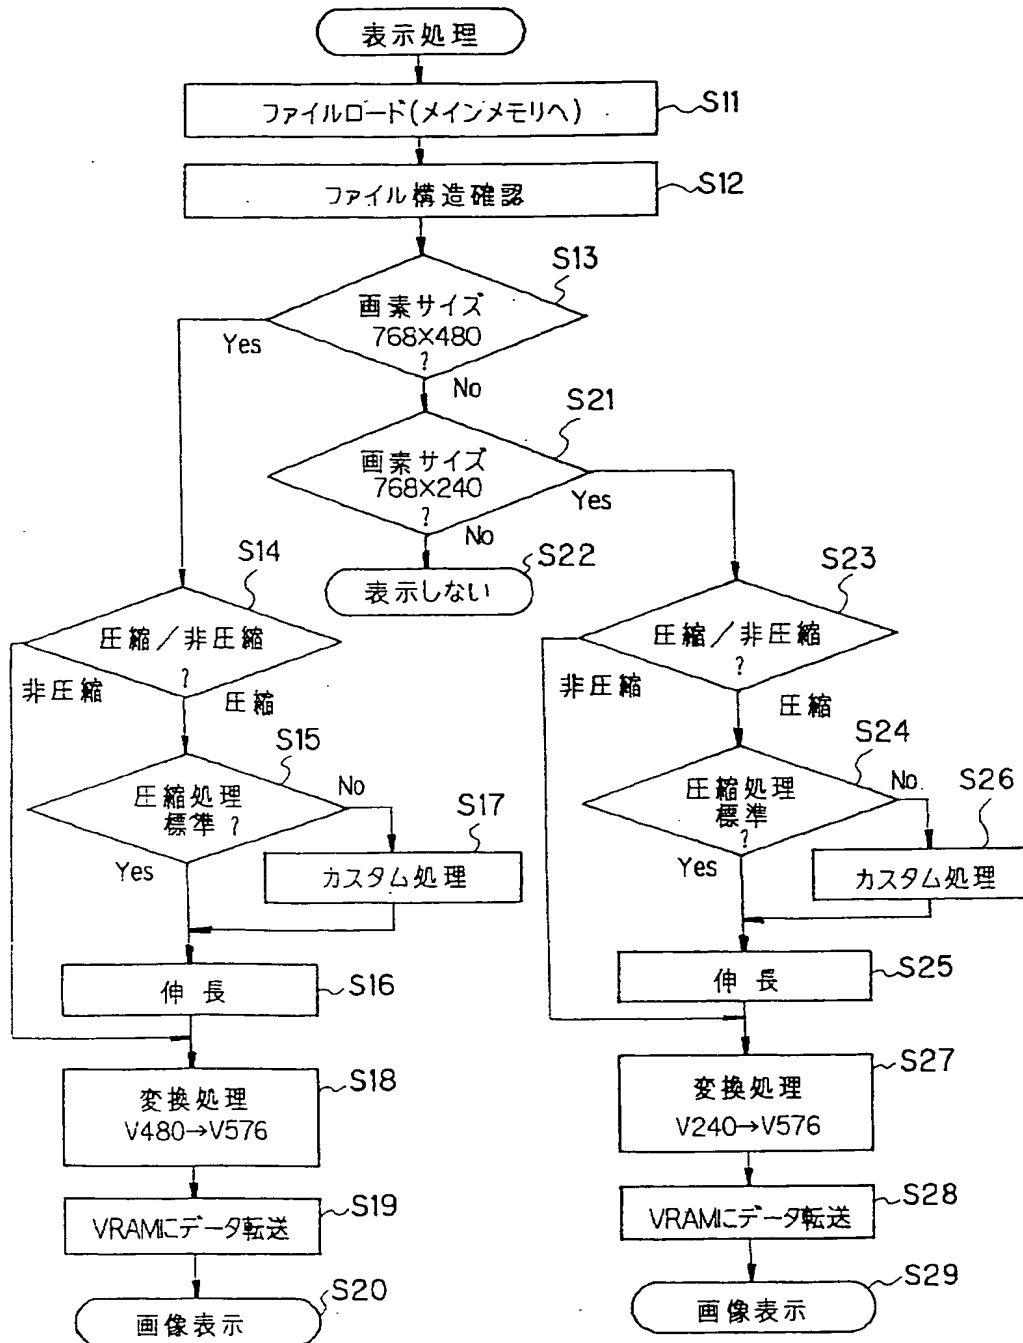 表示処理
ファイルロード(メインメモリへ)
S11
ファイル構造確認
S12
S13
画素サイズ
768×480
?
Yes
No
S21
画素サイズ
768×240
?
Yes
No
S22
表示しない
S14
圧縮/非圧縮
?
非圧縮
圧縮
S15
圧縮処理
標準?
No
Yes
S17
カスタム処理
伸長
S16
変換処理
V480→V576
S18
VRAMにデータ転送
S19
S20
画像表示
S23
圧縮/非圧縮
?
非圧縮
圧縮
S24
圧縮処理
標準
?
No.
Yes
S26
カスタム処理
伸長
S25
変換処理
V240→V576
S27
VRAMにデータ転送
S28
S29
画像表示